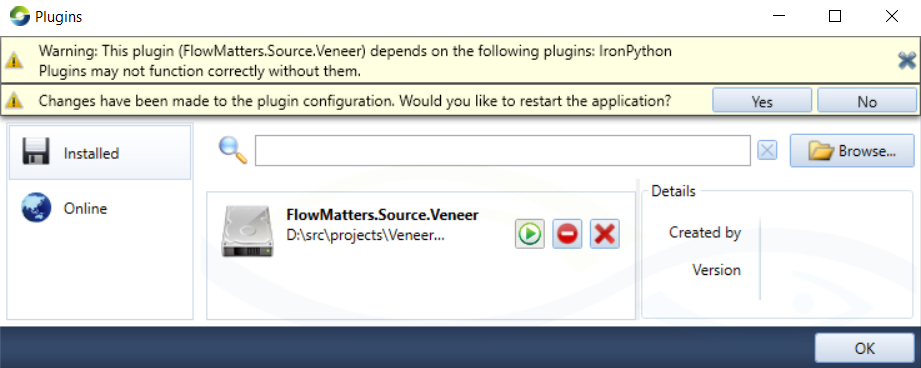 Plugins
Warning: This plugin (FlowMatters.Source.Veneer) depends on the following plugins: IronPython
Plugins may not function correctly without them.
Changes have been made to the plugin configuration. Would you like to restart the application?
Yes
No
Installed
Browse...
Online
FlowMatters.Source.Veneer
D:\src\projects\Veneer...
Details
Created by
Version
OK